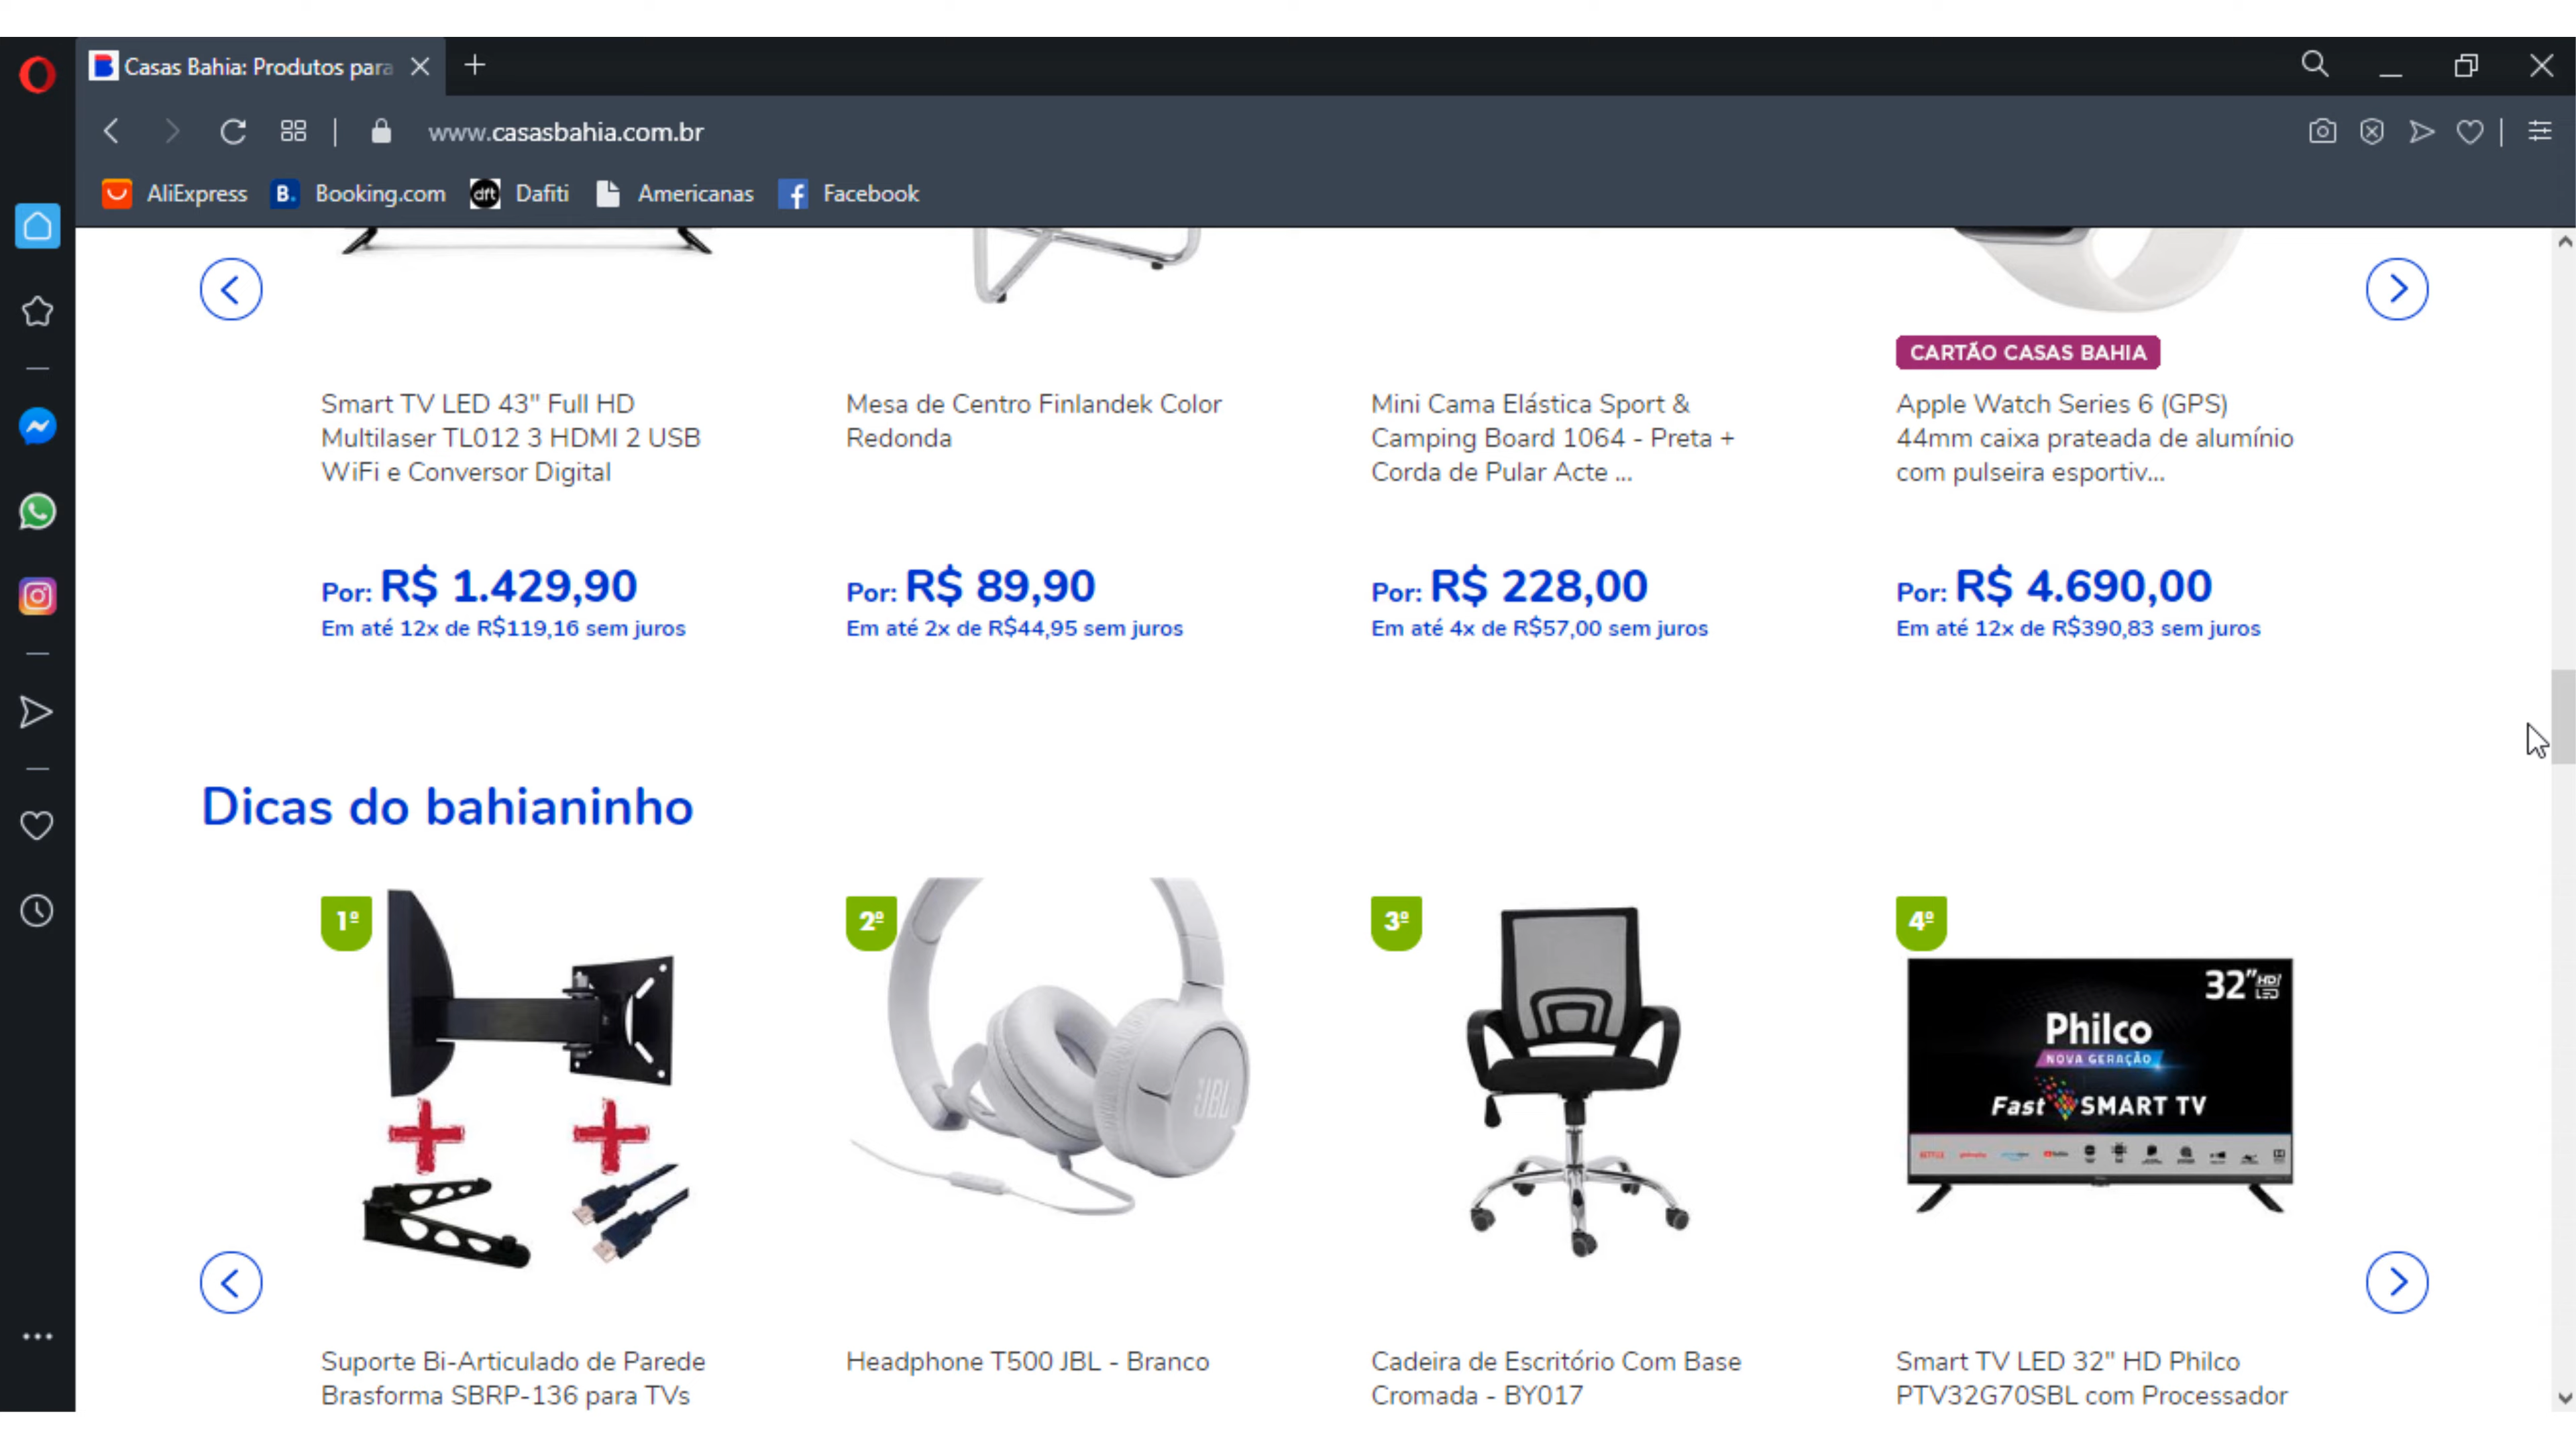 Casas Bahia: Produtos para
www.casasbahia.com.br
AliExpress
B. Booking.com
dft Dafiti
Americanas
Facebook
CARTÃO CASAS BAHIA
Smart TV LED 43" Full HD
Multilaser TL012 3 HDMI 2 USB
WiFi e Conversor Digital
Por: R$ 1.429,90
Em até 12x de R$119,16 sem juros
Mesa de Centro Finlandek Color
Redonda
Por: R$ 89,90
Em até 2x de R$44,95 sem juros
Mini Cama Elástica Sport &
Camping Board 1064 - Preta +
Corda de Pular Acte ...
Por: R$ 228,00
Em até 4x de R$57,00 sem juros
Apple Watch Series 6 (GPS)
44mm caixa prateada de alumínio
com pulseira esportiv...
Por: R$ 4.690,00
Em até 12x de R$390,83 sem juros
Dicas do bahianinho
1º
Suporte Bi-Articulado de Parede
Brasforma SBRP-136 para TVs
2º
JBL
Headphone T500 JBL - Branco
3º
Cadeira de Escritório Com Base
Cromada - BY017
4º
32" HD
LED
Philco
NOVA GERAÇÃO
Fast SMART TV
NETFLIX
Smart TV LED 32" HD Philco
PTV32G70SBL com Processador